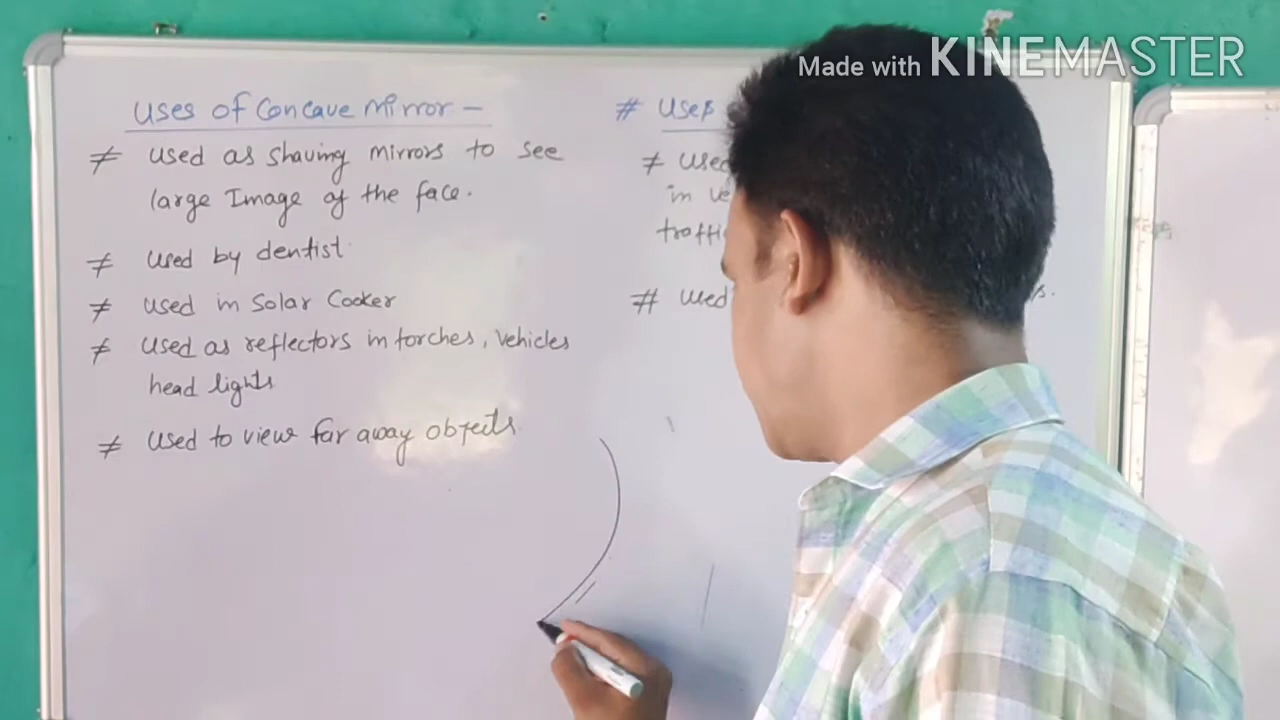 Made with KINEMASTER
Uses of Concave Mirror -
≠ used as shaving mirrors to see
large Image of the face.
≠ used by dentist
≠ used in Solar Cooker
≠ Used as reflectors in torches, vehicles
head lights
≠ used to view far away objects
# Uses
≠ Used
in
# Used